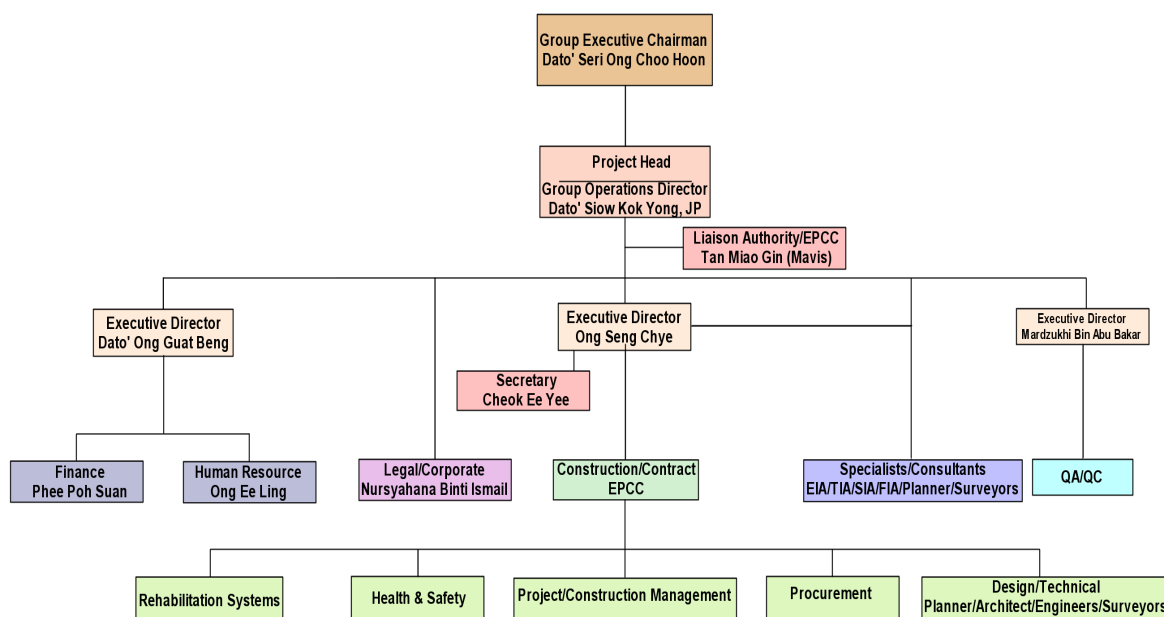 Group Executive Chairman
Dato' Seri Ong Choo Hoon
Project Head
Group Operations Director
Dato' Siow Kok Yong, JP
Liaison Authority/EPCC
Tan Miao Gin (Mavis)
Executive Director
Dato' Ong Guat Beng
Executive Director
Ong Seng Chye
Executive Director
Mardzukhi Bin Abu Bakar
Secretary
Cheok Ee Yee
Finance
Phee Poh Suan
Human Resource
Ong Ee Ling
Legal/Corporate
Nursyahana Binti Ismail
Construction/Contract
EPCC
Specialists/Consultants
EIA/TIA/SIA/FIA/Planner/Surveyors
QA/QC
Rehabilitation Systems
Health & Safety
Project/Construction Management
Procurement
Design/Technical
Planner/Architect/Engineers/Surveyors